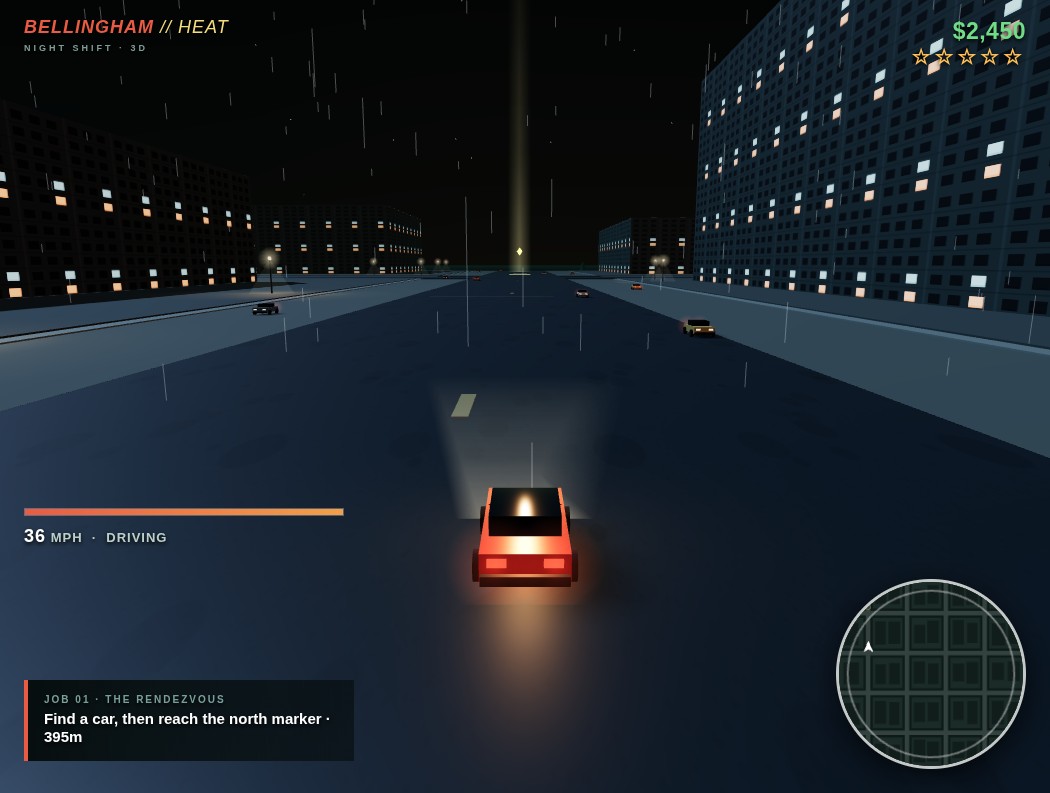 BELLINGHAM // HEAT
NIGHT SHIFT · 3D
$2,450
36 MPH · DRIVING
JOB 01 · THE RENDEZVOUS
Find a car, then reach the north marker ·
395m